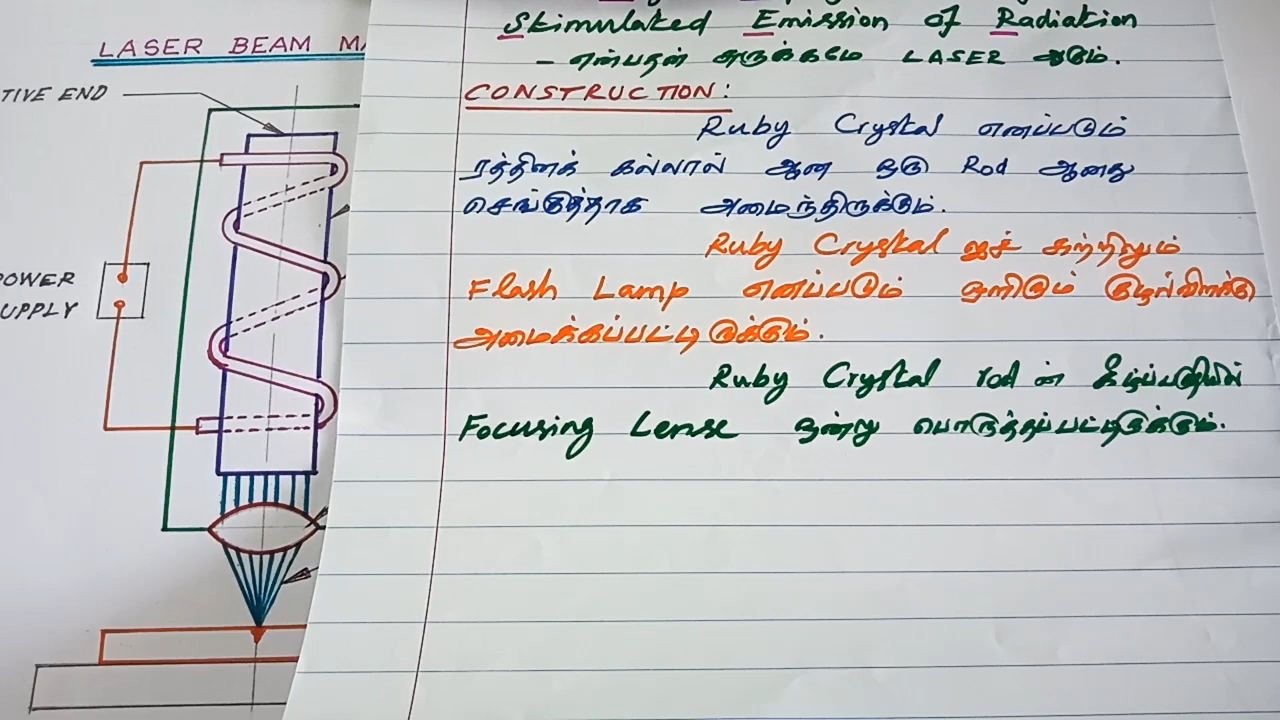 LASER BEAM MA
TIVE END
POWER
UPPLY
Stimulated Emission of Radiation
– என்பதன் சுருக்கமே LASER ஆகும்.
CONSTRUCTION:
Ruby Crystal எனப்படும்
ரத்தினக் கல்லால் ஆன ஒரு Rod ஆனது
செங்குத்தாக அமைந்திருக்கும்.
Ruby Crystal ஐச் சுற்றிலும்
Flash Lamp எனப்படும் ஒளிரும் குழல்விளக்கு
அமைக்கப்பட்டிருக்கும்.
Ruby Crystal rod ன் கீழ்ப்பகுதியில்
Focusing Lense ஒன்று பொருத்தப்பட்டிருக்கும்.